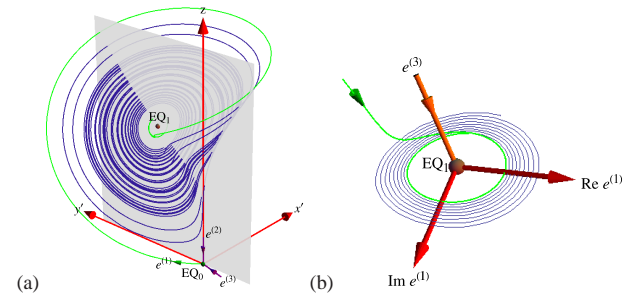 z
EQ₁
y′
x′
e⁽²⁾
e⁽¹⁾
EQ₀
e⁽³⁾
(a)
e⁽³⁾
EQ₁
Re e⁽¹⁾
Im e⁽¹⁾
(b)